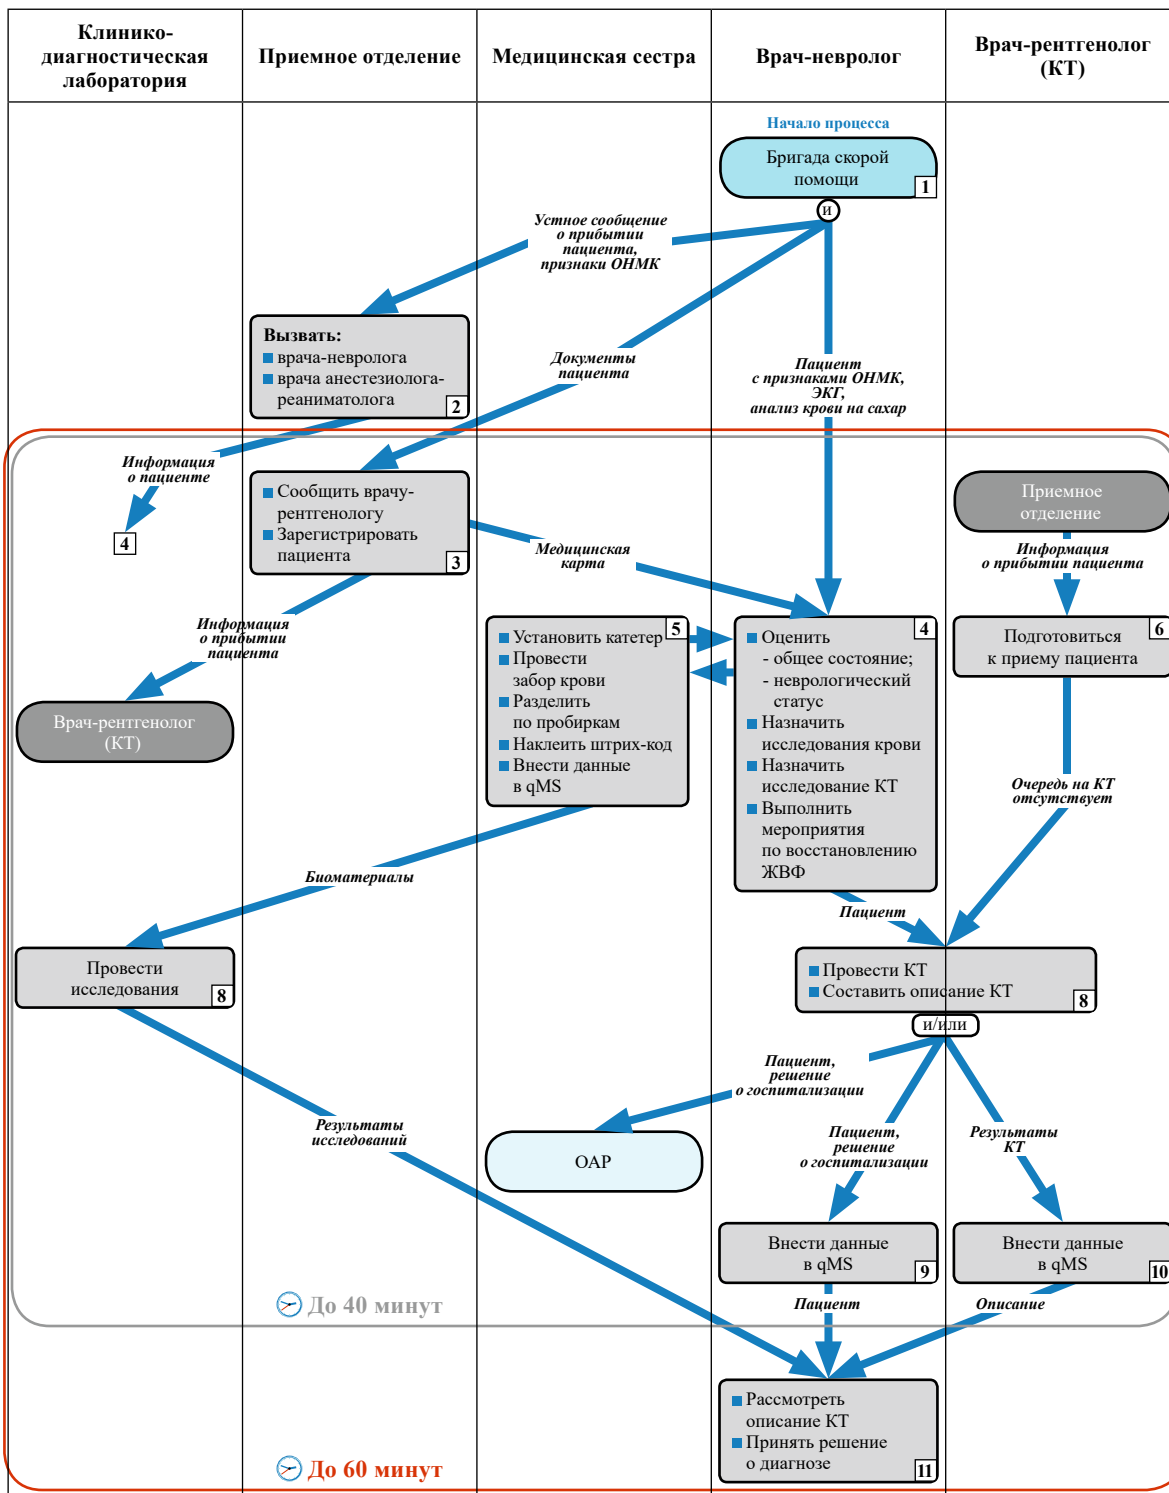 Клинико-
диагностическая
лаборатория
Приемное отделение
Медицинская сестра
Врач-невролог
Врач-рентгенолог
(КТ)
Начало процесса
Бригада скорой
помощи
1
и
Устное сообщение
о прибытии
пациента,
признаки ОНМК
Вызвать:
врача-невролога
врача анестезиолога-
реаниматолога
2
Документы
пациента
Пациент
с признаками ОНМК,
ЭКГ,
анализ крови на сахар
Информация
о пациенте
4
Сообщить врачу-
рентгенологу
Зарегистрировать
пациента
3
Медицинская
карта
Приемное
отделение
Информация
о прибытии пациента
Информация
о прибытии
пациента
Врач-рентгенолог
(КТ)
5
Установить катетер
Провести
забор крови
Разделить
по пробиркам
Наклеить штрих-код
Внести данные
в qMS
4
Оценить
- общее состояние;
- неврологический
статус
Назначить
исследования крови
Назначить
исследование КТ
Выполнить
мероприятия
по восстановлению
ЖВФ
6
Подготовиться
к приему пациента
Очередь на КТ
отсутствует
Биоматериалы
Пациент
Провести
исследования
8
Провести КТ
Составить описание КТ
8
и/или
Пациент,
решение
о госпитализации
Результаты
исследований
ОАР
Пациент,
решение
о госпитализации
Результаты
КТ
Внести данные
в qMS
9
Внести данные
в qMS
10
До 40 минут
Пациент
Описание
Рассмотреть
описание КТ
Принять решение
о диагнозе
11
До 60 минут